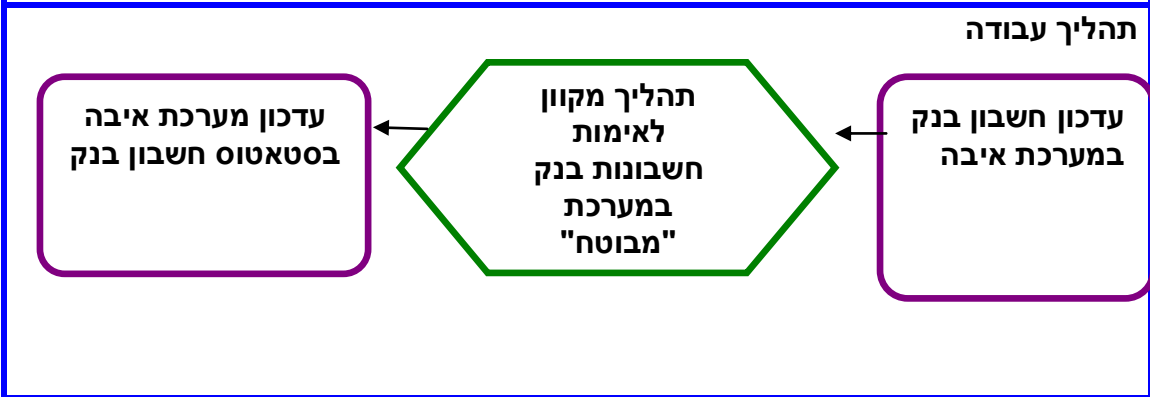 תהליך עבודה
עדכון חשבון בנק
במערכת איבה
תהליך מקוון
לאימות
חשבונות בנק
במערכת
"מבוטח"
עדכון מערכת איבה
בסטאטוס חשבון בנק